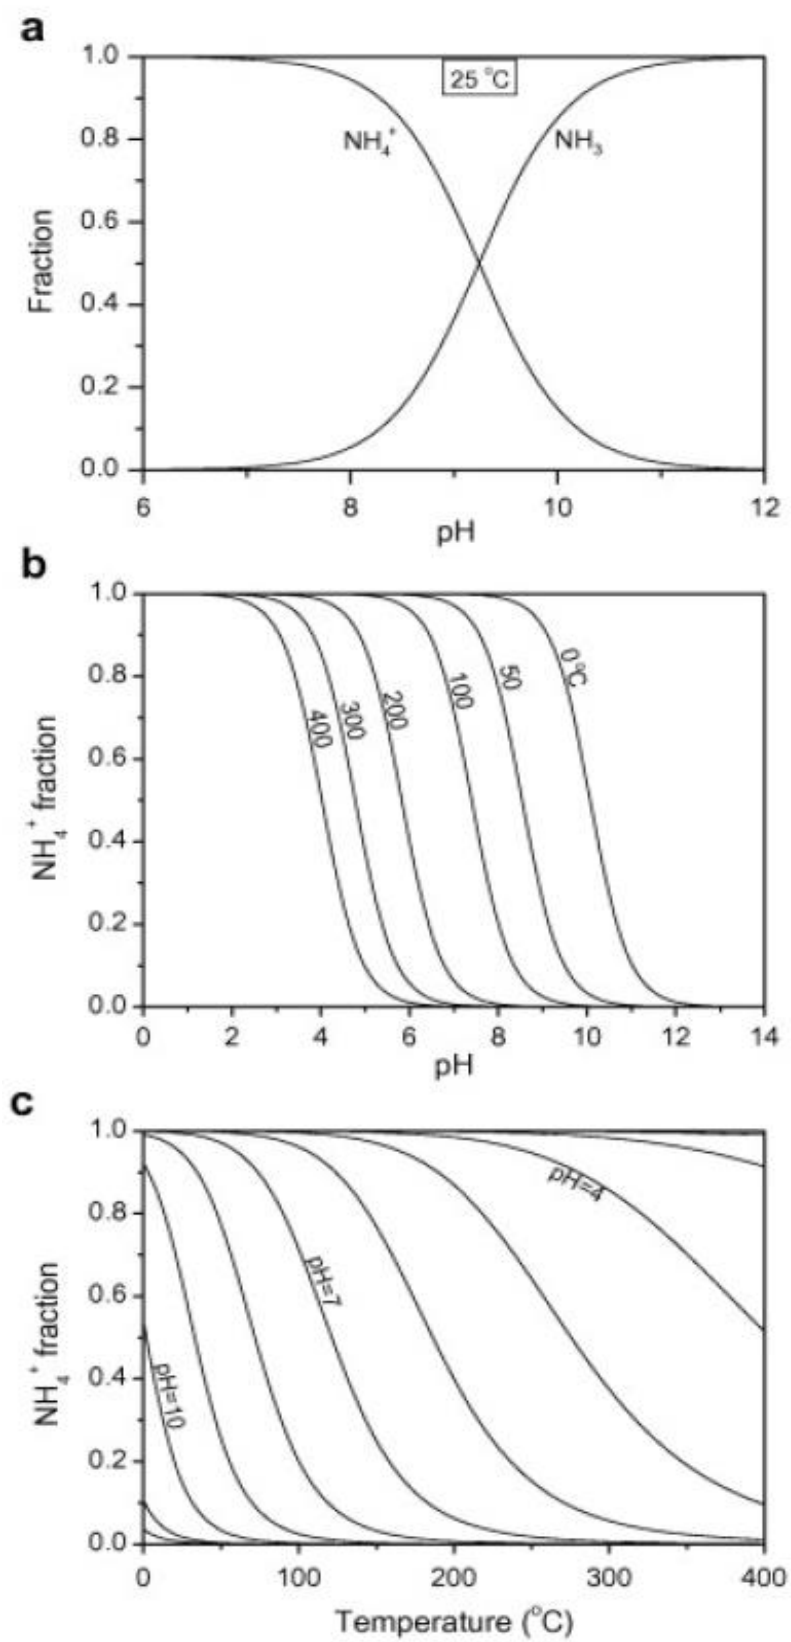 a
1.0
25 °C
0.8
NH₄⁺
NH₃
0.6
Fraction
0.4
0.2
0.0
6
8
10
12
pH
b
1.0
0.8
0 °C
50
100
200
300
400
0.6
NH₄⁺ fraction
0.4
0.2
0.0
0
2
4
6
8
10
12
14
pH
c
1.0
pH=4
0.8
0.6
pH=7
NH₄⁺ fraction
0.4
pH=10
0.2
0.0
0
100
200
300
400
Temperature (°C)